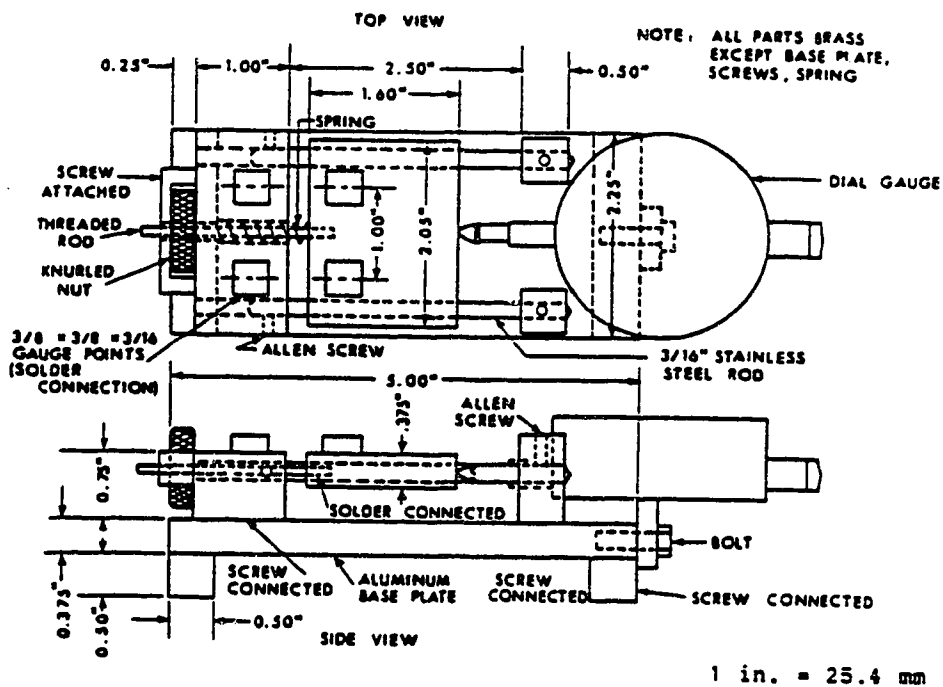 TOP VIEW
NOTE: ALL PARTS BRASS
EXCEPT BASE PLATE,
SCREWS, SPRING
0.25"
1.00"
2.50"
0.50"
1.60"
SPRING
SCREW
ATTACHED
THREADED
ROD
KNURLED
NUT
1.00"
2.05"
2.25"
DIAL GAUGE
3/8 × 3/8 × 3/16
GAUGE POINTS
(SOLDER
CONNECTION)
ALLEN SCREW
3/16" STAINLESS
STEEL ROD
5.00"
.375"
ALLEN
SCREW
0.75"
SOLDER CONNECTED
BOLT
SCREW
CONNECTED
ALUMINUM
BASE PLATE
SCREW
CONNECTED
SCREW CONNECTED
0.375"
0.50"
0.50"
SIDE VIEW
1 in. = 25.4 mm